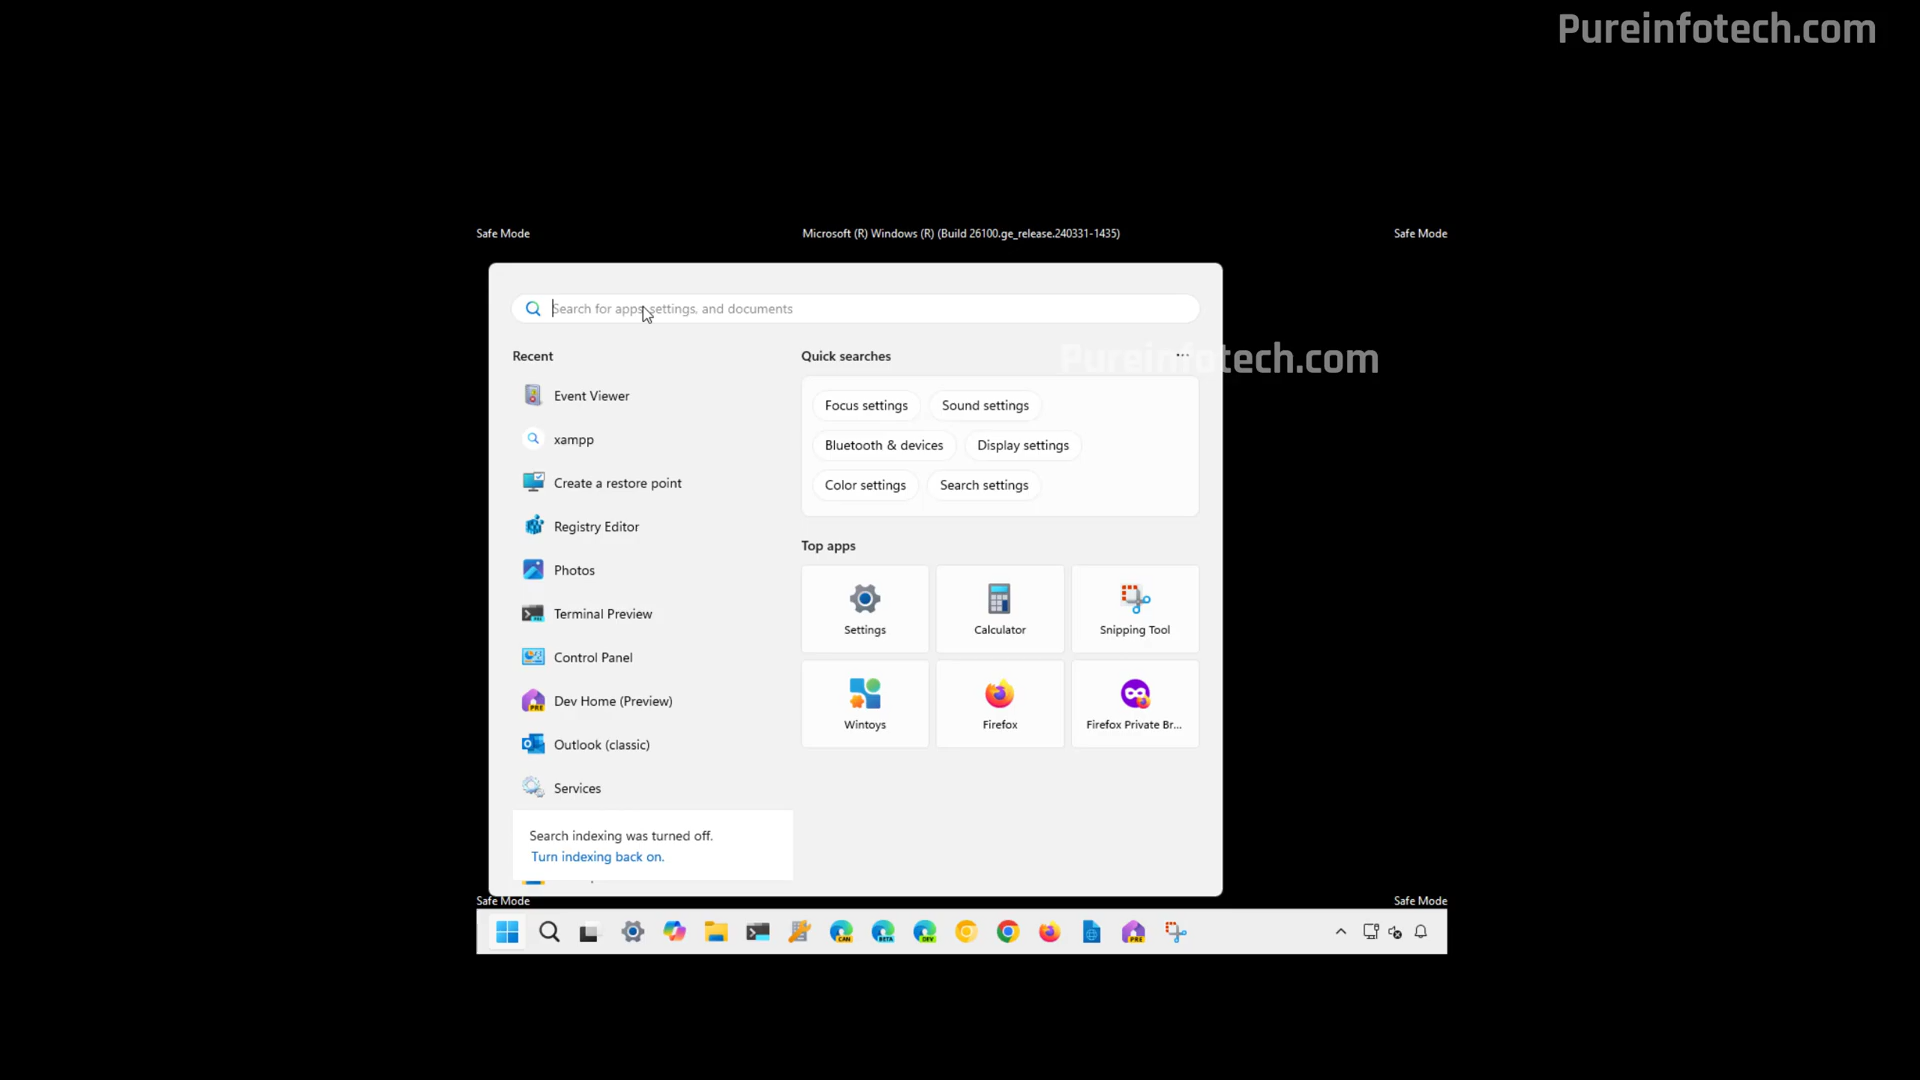 Pureinfotech.com
Safe Mode
Microsoft (R) Windows (R) (Build 26100.ge_release.240331-1435)
Safe Mode
Search for apps, settings, and documents
Recent
Quick searches
Pureinfotech.com
Event Viewer
xampp
Create a restore point
Registry Editor
Photos
Terminal Preview
Control Panel
Dev Home (Preview)
Outlook (classic)
Services
Search indexing was turned off.
Turn indexing back on.
Focus settings
Sound settings
Bluetooth & devices
Display settings
Color settings
Search settings
Top apps
Settings
Calculator
Snipping Tool
Wintoys
Firefox
Firefox Private Br...
Safe Mode
Safe Mode
CAN
BETA
DEV
PRE